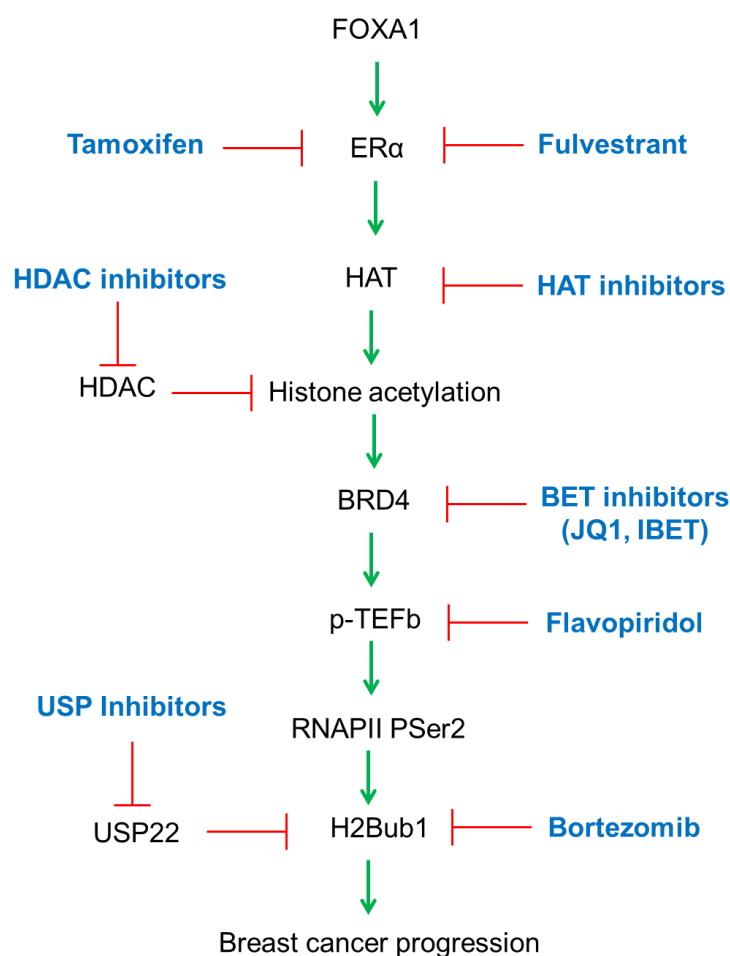 FOXA1
Tamoxifen
ERα
Fulvestrant
HDAC inhibitors
HAT
HAT inhibitors
HDAC
Histone acetylation
BRD4
BET inhibitors
(JQ1, IBET)
p-TEFb
Flavopiridol
USP Inhibitors
RNAPII PSer2
USP22
H2Bub1
Bortezomib
Breast cancer progression